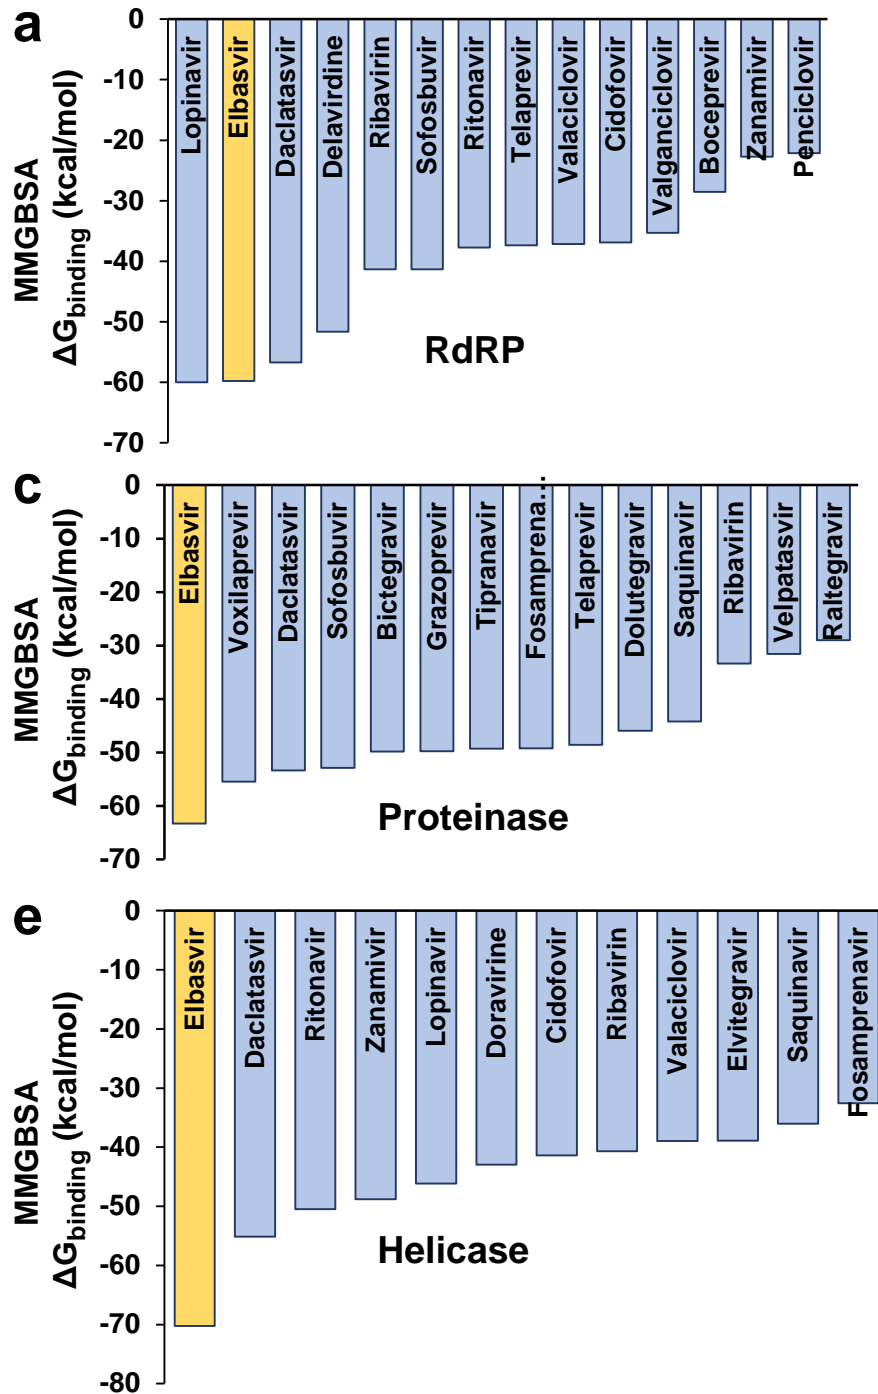 a
MMGBSA
ΔGbinding (kcal/mol)
0
-10
-20
-30
-40
-50
-60
-70
Lopinavir
Elbasvir
Daclatasvir
Delavirdine
Ribavirin
Sofosbuvir
Ritonavir
Telaprevir
Valaciclovir
Cidofovir
Valganciclovir
Boceprevir
Zanamivir
Penciclovir
RdRP
c
MMGBSA
ΔGbinding (kcal/mol)
0
-10
-20
-30
-40
-50
-60
-70
Elbasvir
Voxilaprevir
Daclatasvir
Sofosbuvir
Bictegravir
Grazoprevir
Tipranavir
Fosamprena...
Telaprevir
Dolutegravir
Saquinavir
Ribavirin
Velpatasvir
Raltegravir
Proteinase
e
MMGBSA
ΔGbinding (kcal/mol)
0
-10
-20
-30
-40
-50
-60
-70
-80
Elbasvir
Daclatasvir
Ritonavir
Zanamivir
Lopinavir
Doravirine
Cidofovir
Ribavirin
Valaciclovir
Elvitegravir
Saquinavir
Fosamprenavir
Helicase